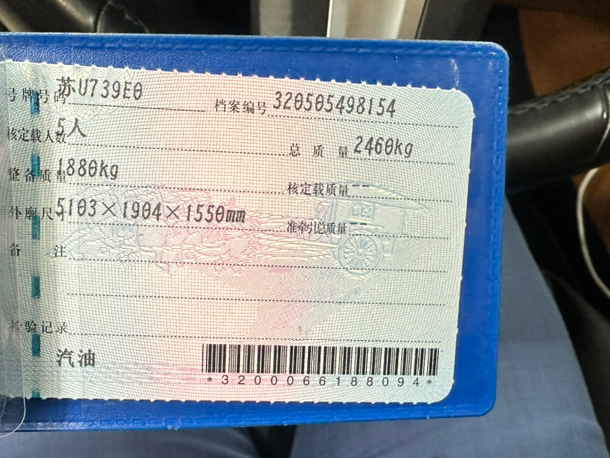 号牌号码 苏U739E0 档案编号 320505498154
核定载人数 5人 总质量 2460kg
整备质量 1880kg 核定载质量 --
外廓尺寸 5103×1904×1550mm 准牵引总质量 --
备注
检验记录
汽油 *3200066188094*